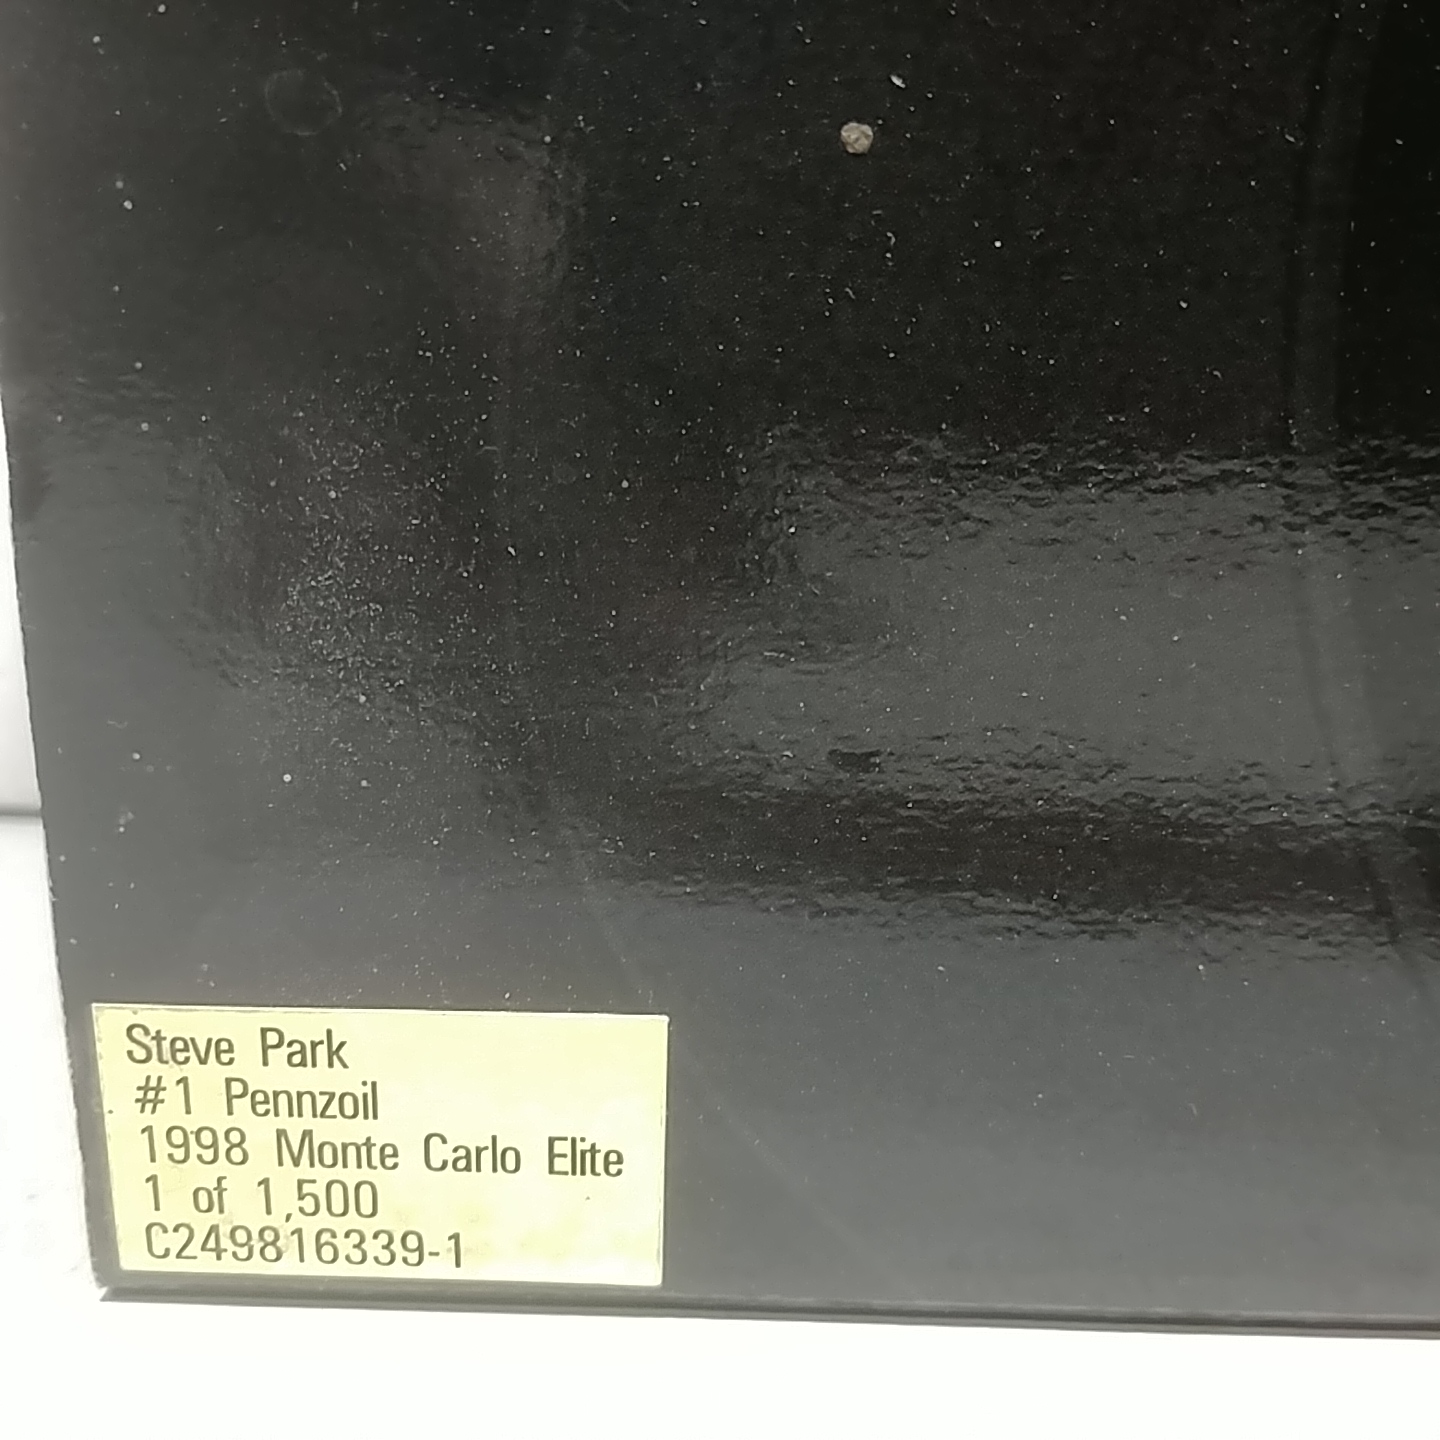 Steve Park
#1 Pennzoil
1998 Monte Carlo Elite
1 of 1,500
C249816339-1